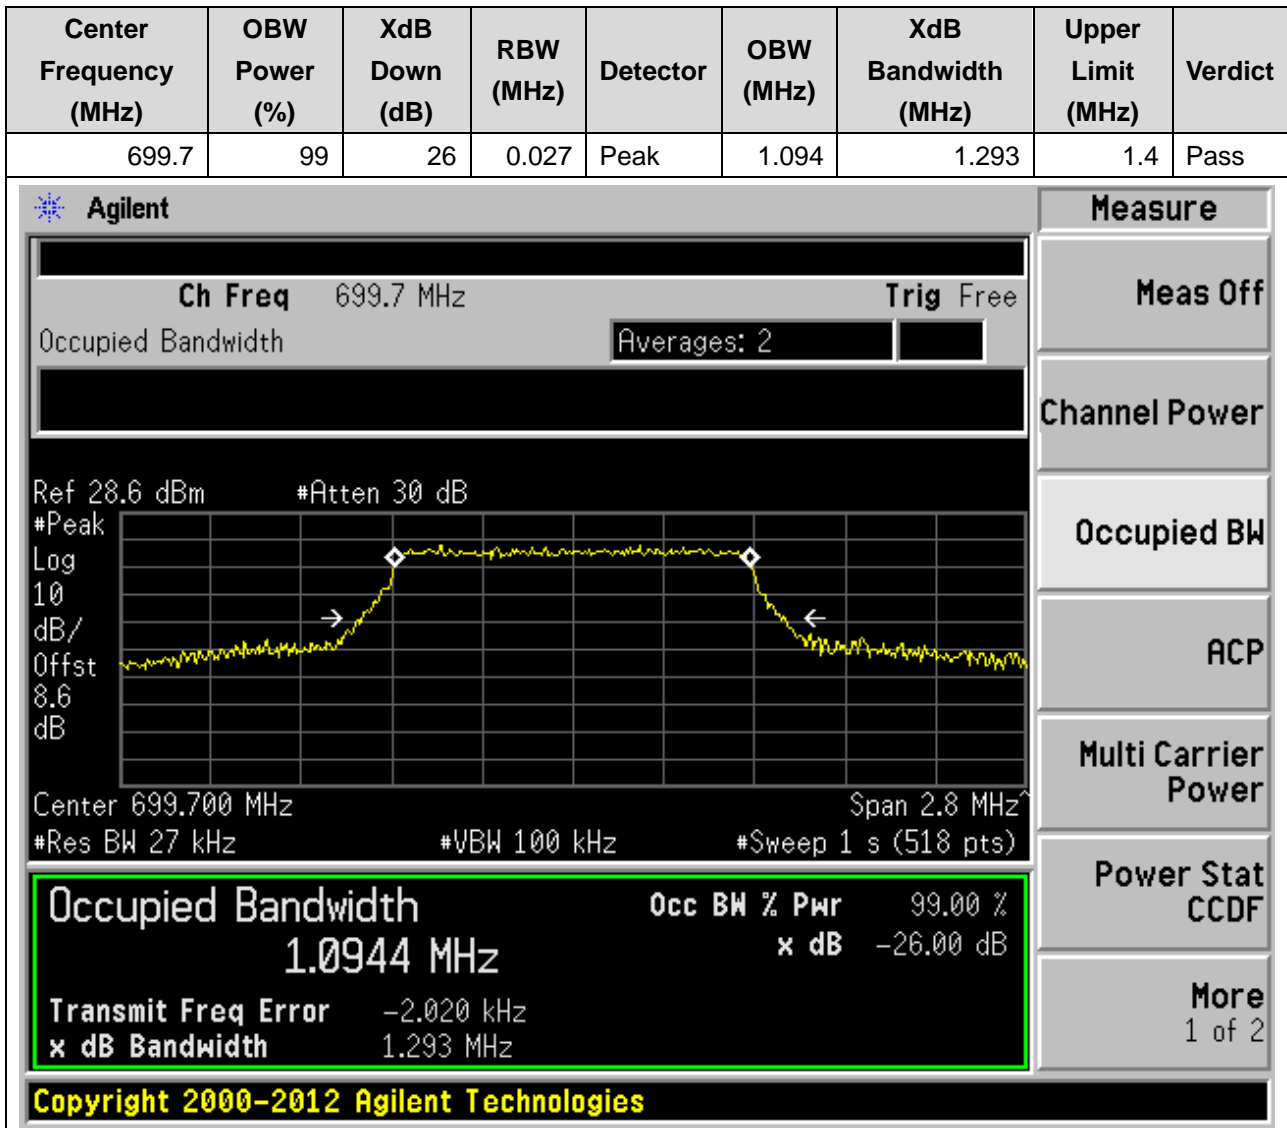 Center Frequency (MHz) OBW Power (%) XdB Down (dB) RBW (MHz) Detector OBW (MHz) XdB Bandwidth (MHz) Upper Limit (MHz) Verdict
699.7 99 26 0.027 Peak 1.094 1.293 1.4 Pass
Agilent
Measure
Ch Freq 699.7 MHz Trig Free
Occupied Bandwidth Averages: 2
Meas Off
Channel Power
Occupied BW
ACP
Multi Carrier
Power
Power Stat
CCDF
More
1 of 2
Ref 28.6 dBm #Atten 30 dB
#Peak
Log
10
dB/
Offst
8.6
dB
Center 699.700 MHz Span 2.8 MHz^
#Res BW 27 kHz #VBW 100 kHz #Sweep 1 s (518 pts)
Occupied Bandwidth Occ BW % Pwr 99.00 %
1.0944 MHz x dB -26.00 dB
Transmit Freq Error -2.020 kHz
x dB Bandwidth 1.293 MHz
Copyright 2000-2012 Agilent Technologies